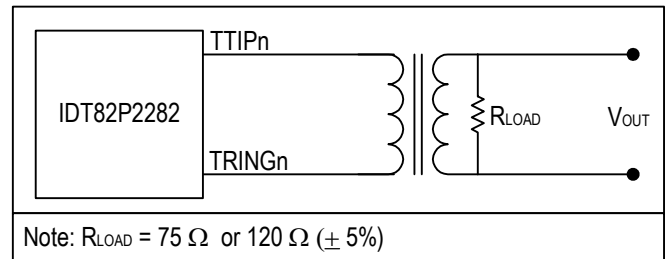 TTIPn
IDT82P2282
RLOAD
VOUT
TRINGn
Note: RLOAD = 75 Ω or 120 Ω (± 5%)